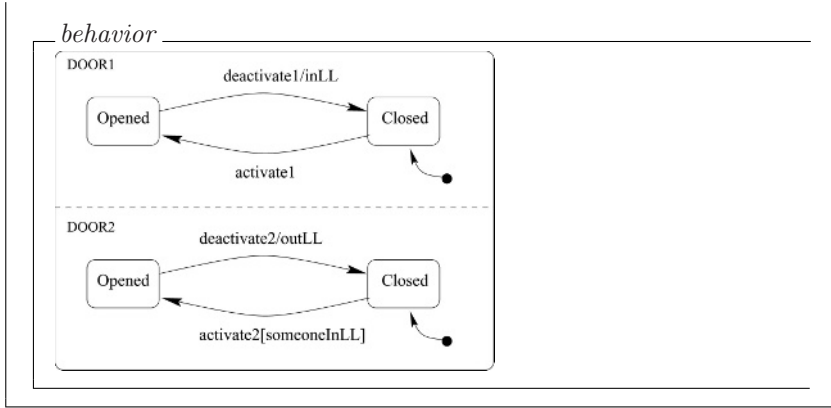 behavior
DOOR1
deactivate1/inLL
Opened
Closed
activate1
DOOR2
deactivate2/outLL
Opened
Closed
activate2[someoneInLL]